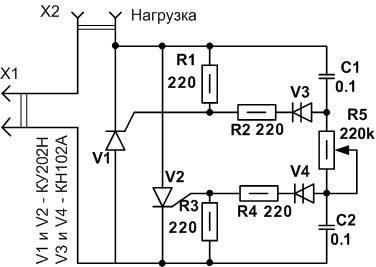 X2
Нагрузка
X1
R1
220
C1
0.1
V3
R5
220k
R2 220
V1
V2
V4
R3
220
R4 220
C2
0.1
V1 и V2 - КУ202Н
V3 и V4 - КН102А